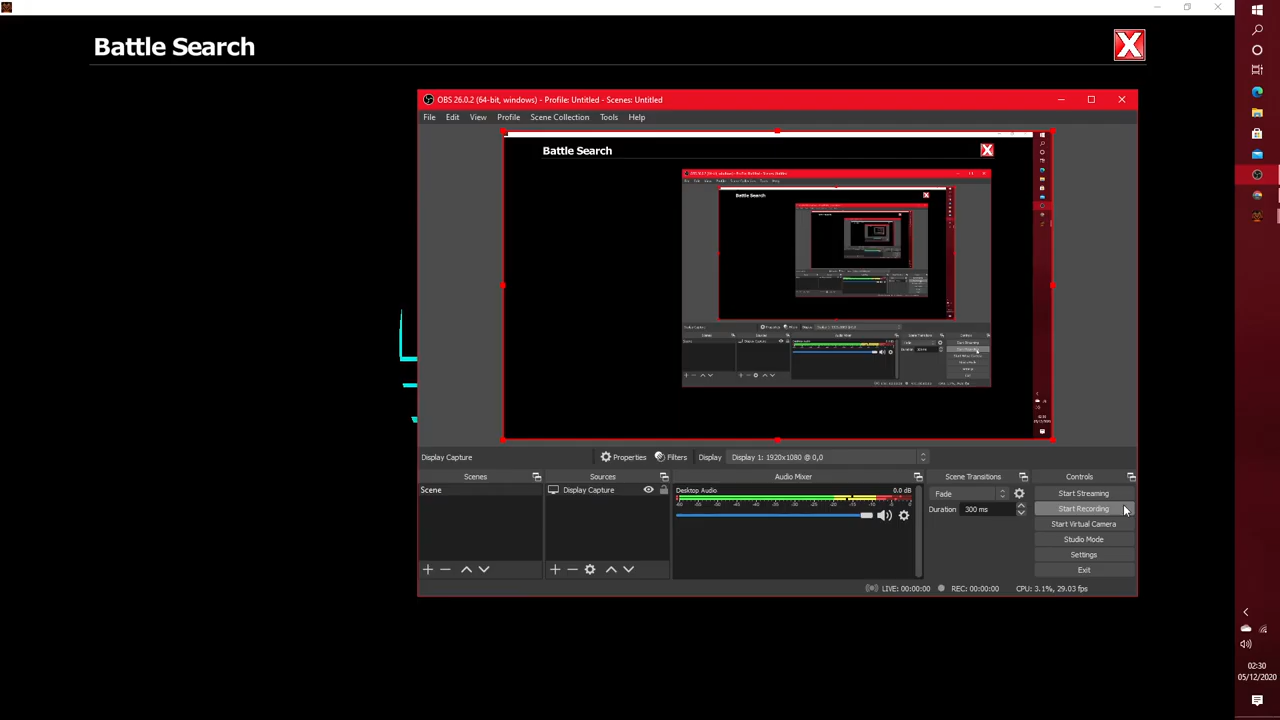 Battle Search
X
OBS 26.0.2 (64-bit, windows) - Profile: Untitled - Scenes: Untitled
File Edit View Profile Scene Collection Tools Help
Battle Search
X
Battle Search
Display Capture Properties Filters Display Display 1: 1920x1080 @ 0,0
Scenes Sources Audio Mixer Scene Transitions Controls
Scene
Display Capture
Desktop Audio 0.0 dB
Fade
Duration 300 ms
Start Streaming
Start Recording
Start Virtual Camera
Studio Mode
Settings
Exit
LIVE: 00:00:00 REC: 00:00:00 CPU: 3.1%, 29.03 fps
02:30
05/12/2020